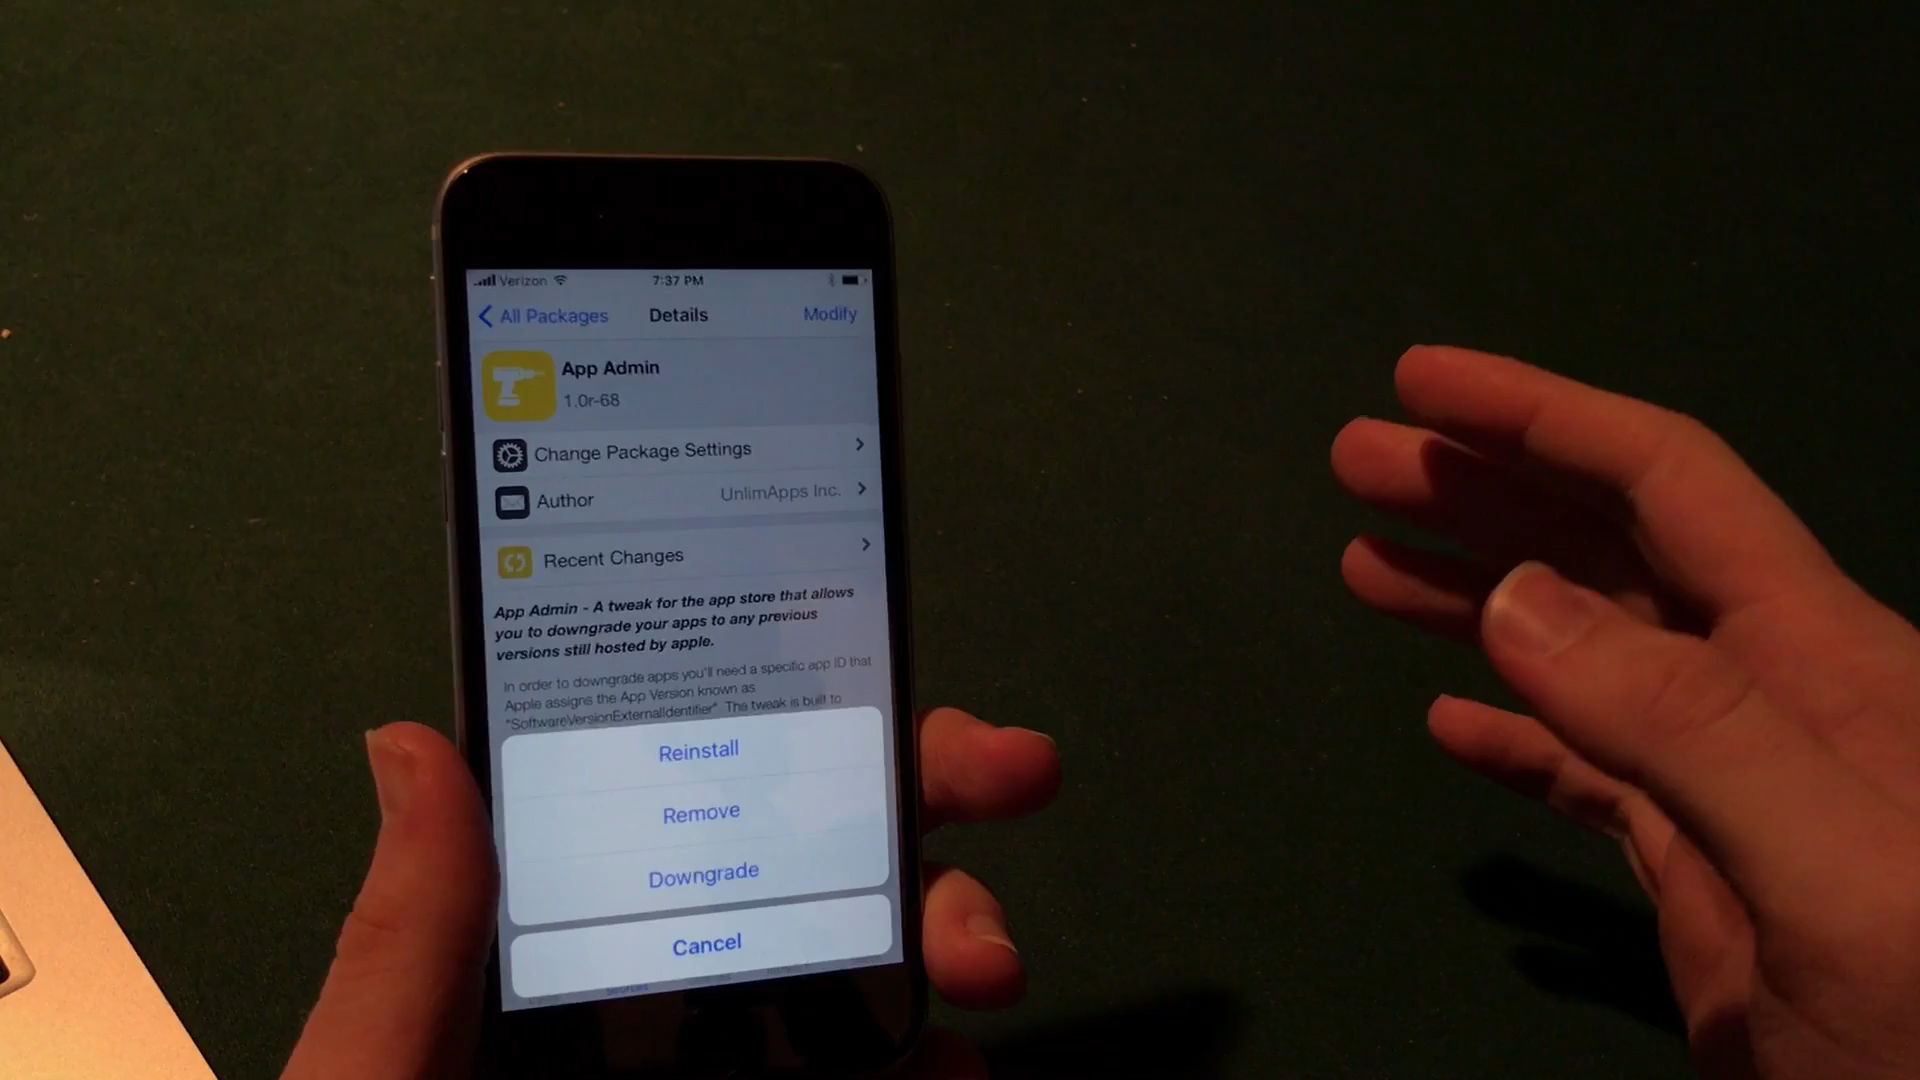 Verizon 7:37 PM
All Packages Details Modify
App Admin
1.0r-68
Change Package Settings
Author UnlimApps Inc.
Recent Changes
App Admin - A tweak for the app store that allows
you to downgrade your apps to any previous
versions still hosted by apple.
In order to downgrade apps you'll need a specific app ID that
Apple assigns the App Version known as
"SoftwareVersionExternalIdentifier" The tweak is built to
Reinstall
Remove
Downgrade
Cancel
Sources